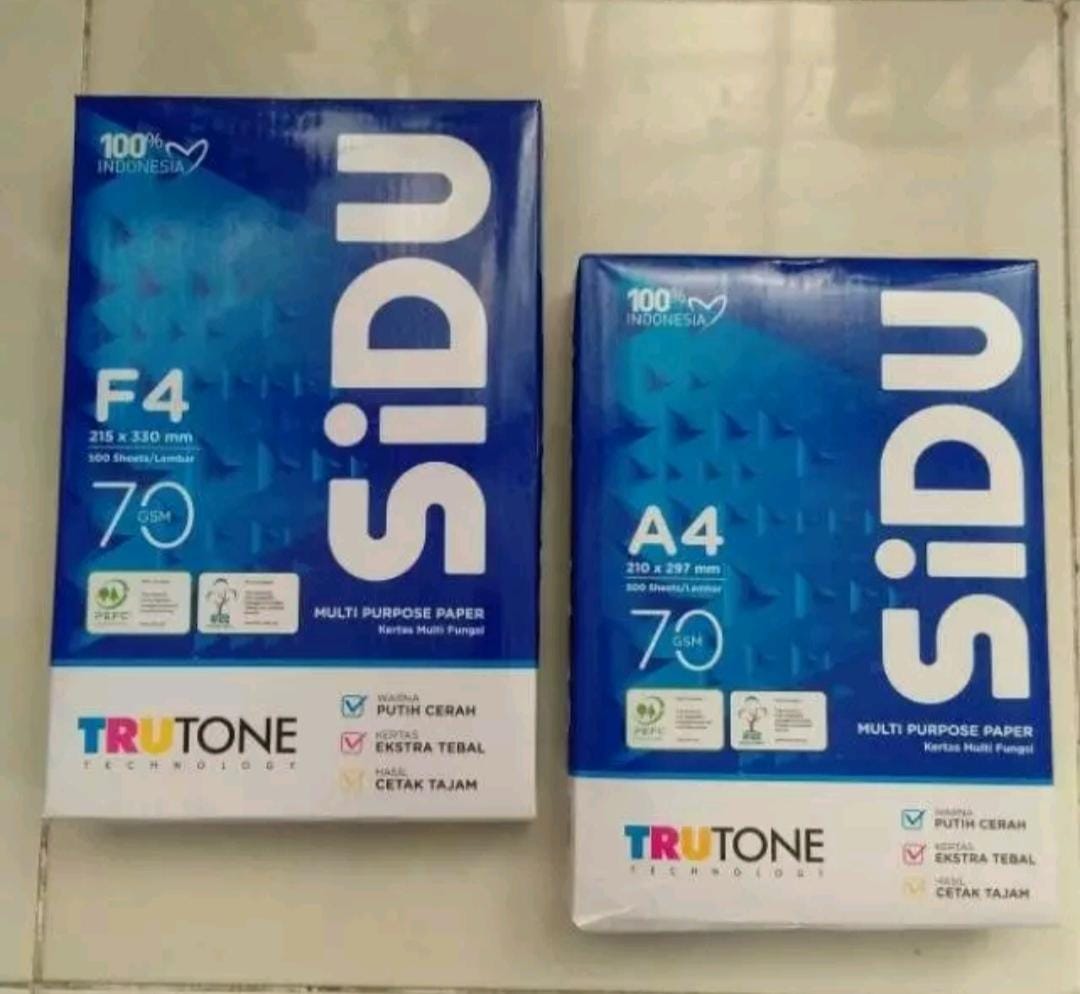 100%
INDONESIA
SiDU
F4
215 x 330 mm
500 Sheets/Lembar
70
GSM
PEFC
MULTI PURPOSE PAPER
Kertas Multi Fungsi
TRUTONE
TECHNOLOGY
WARNA
PUTIH CERAH
KERTAS
EKSTRA TEBAL
HASIL
CETAK TAJAM
100%
INDONESIA
SiDU
A4
210 x 297 mm
500 Sheets/Lembar
70
GSM
PEFC
MULTI PURPOSE PAPER
Kertas Multi Fungsi
TRUTONE
TECHNOLOGY
WARNA
PUTIH CERAH
KERTAS
EKSTRA TEBAL
HASIL
CETAK TAJAM